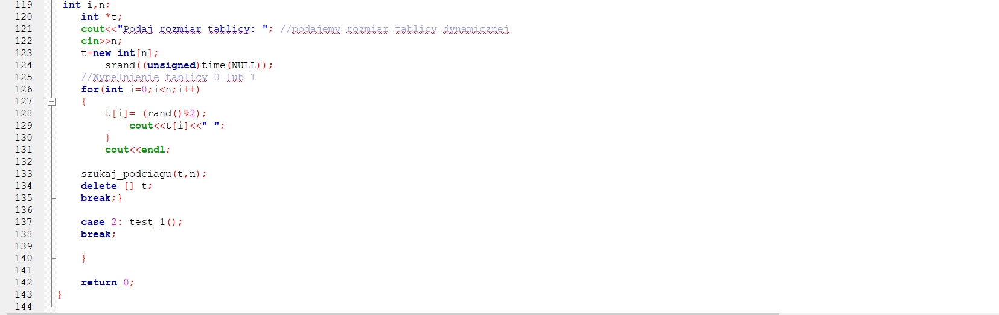 119 int i,n;
120 int *t;
121 cout<<"Podaj rozmiar tablicy: "; //podajemy rozmiar tablicy dynamicznej
122 cin>>n;
123 t=new int[n];
124 srand((unsigned)time(NULL));
125 //Wypelnienie tablicy 0 lub 1
126 for(int i=0;i<n;i++)
127 {
128 t[i]= (rand()%2);
129 cout<<t[i]<<" ";
130 }
131 cout<<endl;
132
133 szukaj_podciagu(t,n);
134 delete [] t;
135 break;}
136
137 case 2: test_1();
138 break;
139
140 }
141
142 return 0;
143 }
144